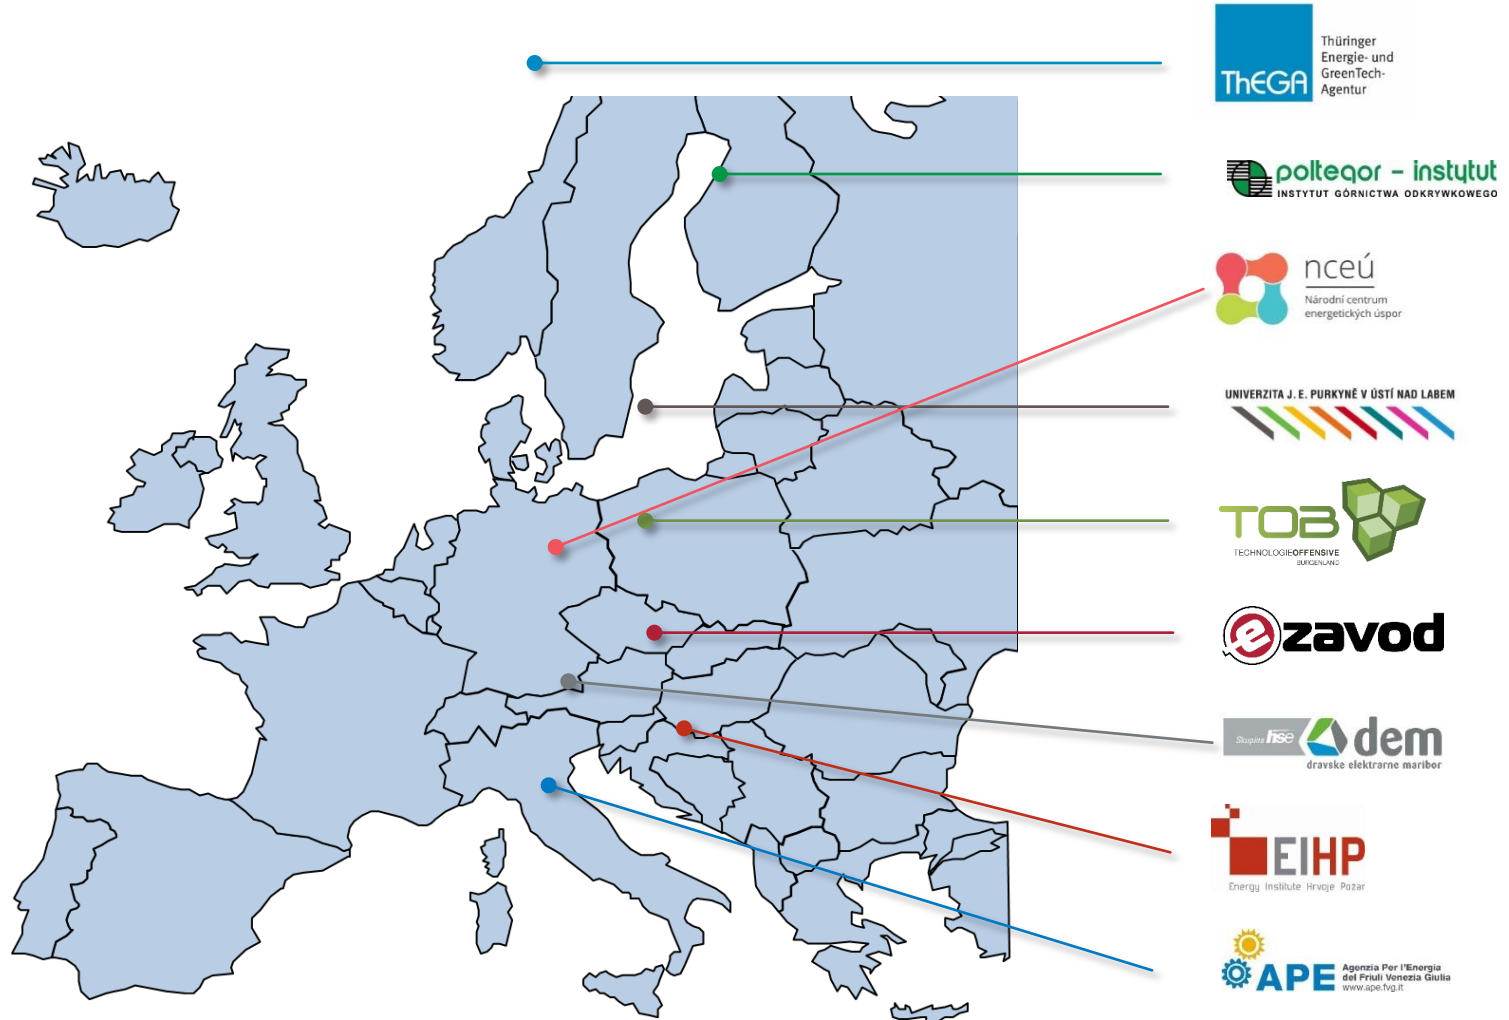 ThEGA
Thüringer
Energie- und
GreenTech-
Agentur
poltegor – instytut
INSTYTUT GÓRNICTWA ODKRYWKOWEGO
nceú
Národní centrum
energetických úspor
UNIVERZITA J. E. PURKYNĚ V ÚSTÍ NAD LABEM
TOB
TECHNOLOGIEOFFENSIVE
BURGENLAND
e zavod
Skupina hse
dem
dravske elektrarne maribor
EIHP
Energy Institute Hrvoje Požar
APE
Agenzia Per l'Energia
del Friuli Venezia Giulia
www.ape.fvg.it